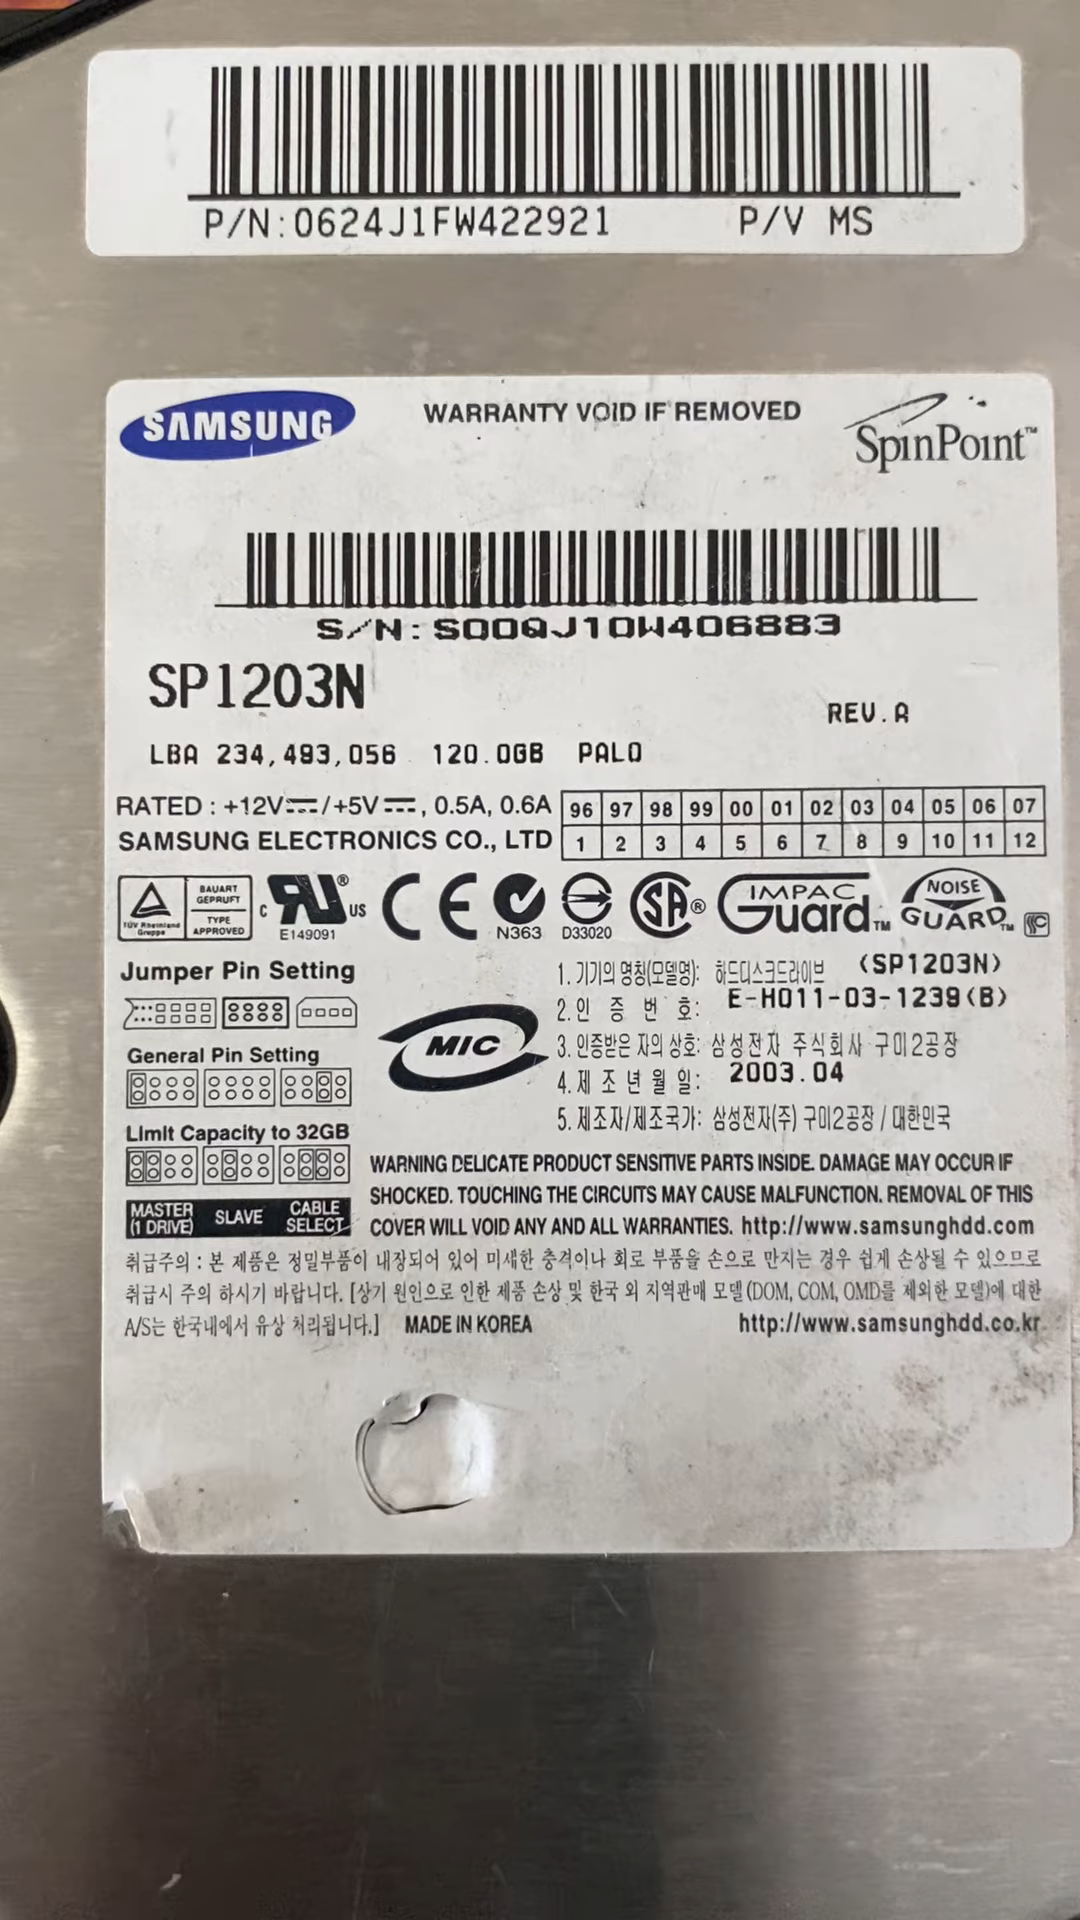 P/N:0624J1FW422921 P/V MS
SAMSUNG WARRANTY VOID IF REMOVED SpinPoint™
S/N:S00QJ10W406883
SP1203N
REV.A
LBA 234,493,056 120.0GB PALO
RATED : +12V/+5V, 0.5A, 0.6A
SAMSUNG ELECTRONICS CO., LTD
96 97 98 99 00 01 02 03 04 05 06 07
1 2 3 4 5 6 7 8 9 10 11 12
TÜV Rheinland Gruppe
BAUART GEPRUFT
TYPE APPROVED
C RU® US
E149091
CE
N363
D33020
SA®
IMPAC Guard™
NOISE GUARD™
Jumper Pin Setting
General Pin Setting
Limit Capacity to 32GB
MASTER (1 DRIVE) SLAVE CABLE SELECT
MIC
1. 기기의 명칭(모델명): 하드디스크드라이브 (SP1203N)
2. 인 증 번 호: E-H011-03-1239(B)
3. 인증받은 자의 상호: 삼성전자 주식회사 구미2공장
4. 제 조 년 월 일: 2003.04
5. 제조자/제조국가: 삼성전자(주) 구미2공장 / 대한민국
WARNING DELICATE PRODUCT SENSITIVE PARTS INSIDE. DAMAGE MAY OCCUR IF
SHOCKED. TOUCHING THE CIRCUITS MAY CAUSE MALFUNCTION. REMOVAL OF THIS
COVER WILL VOID ANY AND ALL WARRANTIES. http://www.samsunghdd.com
취급주의 : 본 제품은 정밀부품이 내장되어 있어 미세한 충격이나 회로 부품을 손으로 만지는 경우 쉽게 손상될 수 있으므로
취급시 주의 하시기 바랍니다. [상기 원인으로 인한 제품 손상 및 한국 외 지역판매 모델(DOM, COM, OMD를 제외한 모델)에 대한
A/S는 한국내에서 유상 처리됩니다.] MADE IN KOREA http://www.samsunghdd.co.kr